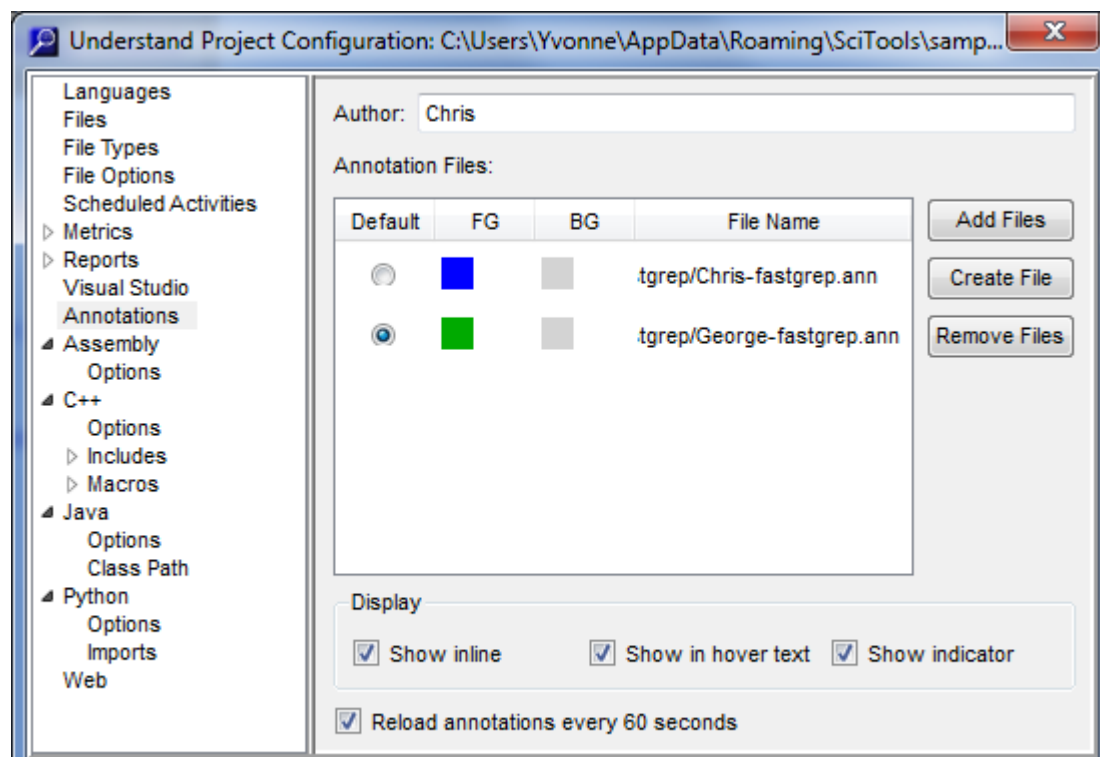 Understand Project Configuration: C:\Users\Yvonne\AppData\Roaming\SciTools\samp...
Languages
Files
File Types
File Options
Scheduled Activities
Metrics
Reports
Visual Studio
Annotations
Assembly
Options
C++
Options
Includes
Macros
Java
Options
Class Path
Python
Options
Imports
Web
Author: Chris
Annotation Files:
Default FG BG File Name
tgrep/Chris-fastgrep.ann
tgrep/George-fastgrep.ann
Add Files
Create File
Remove Files
Display
Show inline Show in hover text Show indicator
Reload annotations every 60 seconds